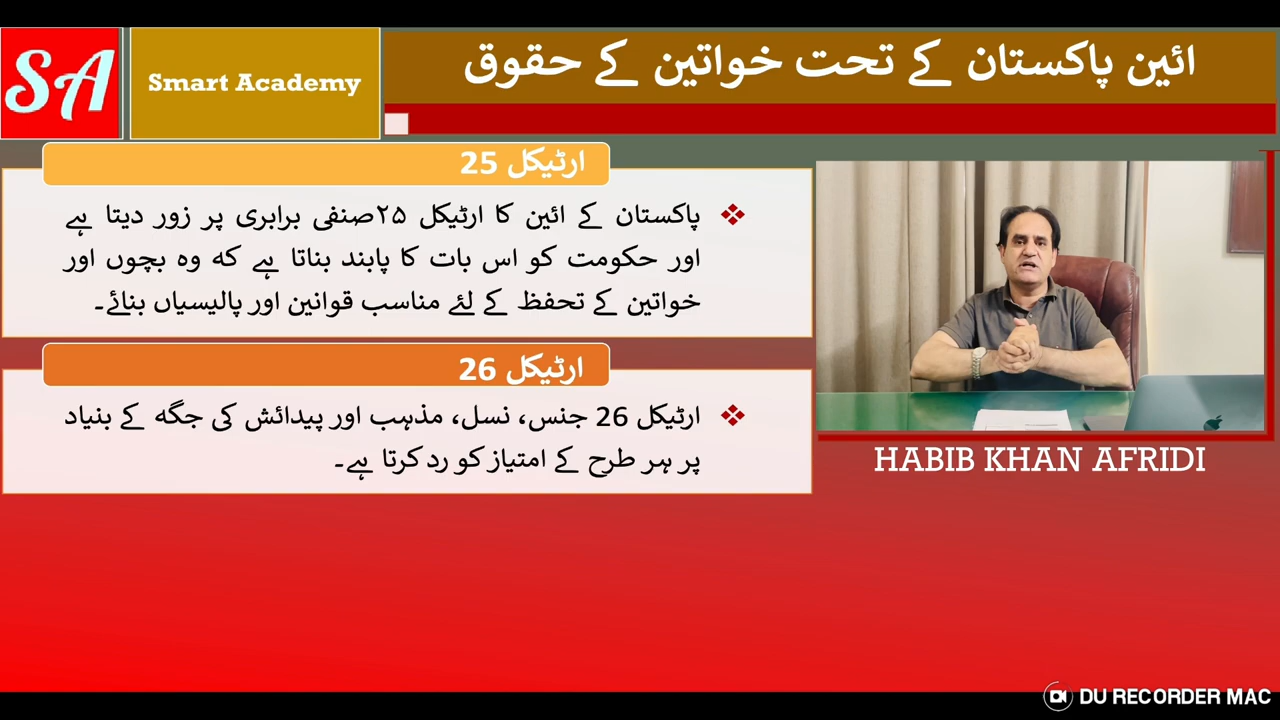 SA
Smart Academy
ائین پاکستان کے تحت خواتین کے حقوق
ارٹیکل 25
پاکستان کے ائین کا ارٹیکل ۲۵صنفی برابری پر زور دیتا ہے
اور حکومت کو اس بات کا پابند بناتا ہے که وه بچوں اور
خواتین کے تحفظ کے لئے مناسب قوانین اور پالیسیاں بنائے۔
ارٹیکل 26
ارٹیکل 26 جنس، نسل، مذہب اور پیدائش کی جگه کے بنیاد
پر ہر طرح کے امتیاز کو رد کرتا ہے۔
HABIB KHAN AFRIDI
DU RECORDER MAC